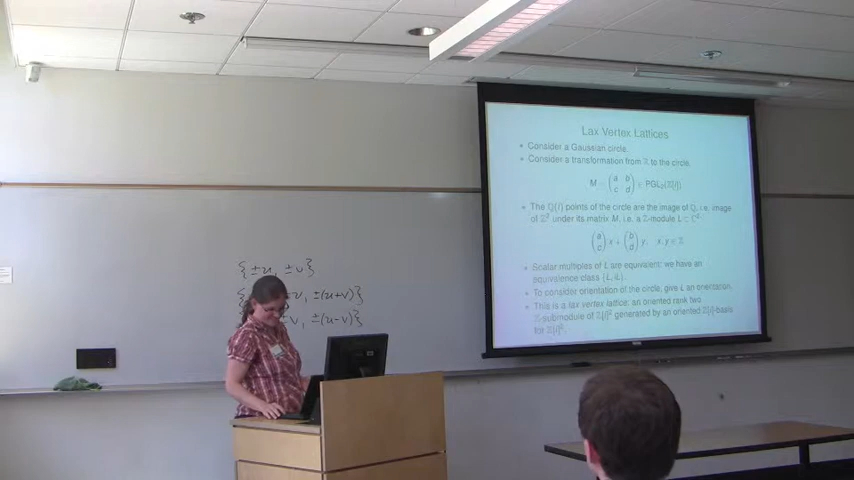 {±u, ±v}
u, ±(u+v)}
v, ±(u-v)}
Lax Vertex Lattices
• Consider a Gaussian circle.
• Consider a transformation from ℝ to the circle.
M = (a b
c d) ∈ PGL₂(ℤ[i])
• The ℚ(i) points of the circle are the image of ℚ, i.e. image
of ℤ² under its matrix M, i.e. a ℤ-module L ⊂ ℂ².
(a
c) x + (b
d) y, x, y ∈ ℤ
• Scalar multiples of L are equivalent: we have an
equivalence class {L, iL}.
• To consider orientation of the circle, give L an orientation.
• This is a lax vertex lattice: an oriented rank two
ℤ-submodule of ℤ[i]² generated by an oriented ℤ[i]-basis
for ℤ[i]².